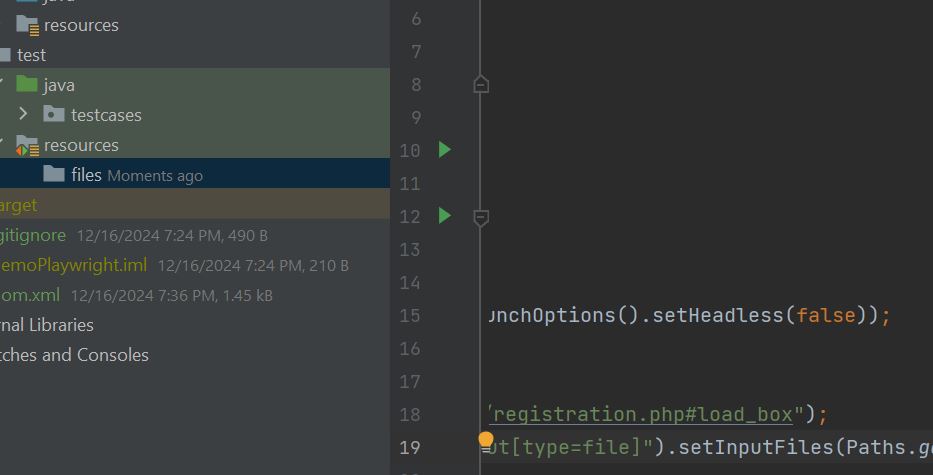 java
resources
test
java
testcases
resources
files Moments ago
arget
gitignore 12/16/2024 7:24 PM, 490 B
emoPlaywright.iml 12/16/2024 7:24 PM, 210 B
om.xml 12/16/2024 7:36 PM, 1.45 kB
rnal Libraries
tches and Consoles
6
7
8
9
10
11
12
13
14
15 unchOptions().setHeadless(false));
16
17
18 /registration.php#load_box");
19 ut[type=file]").setInputFiles(Paths.ge